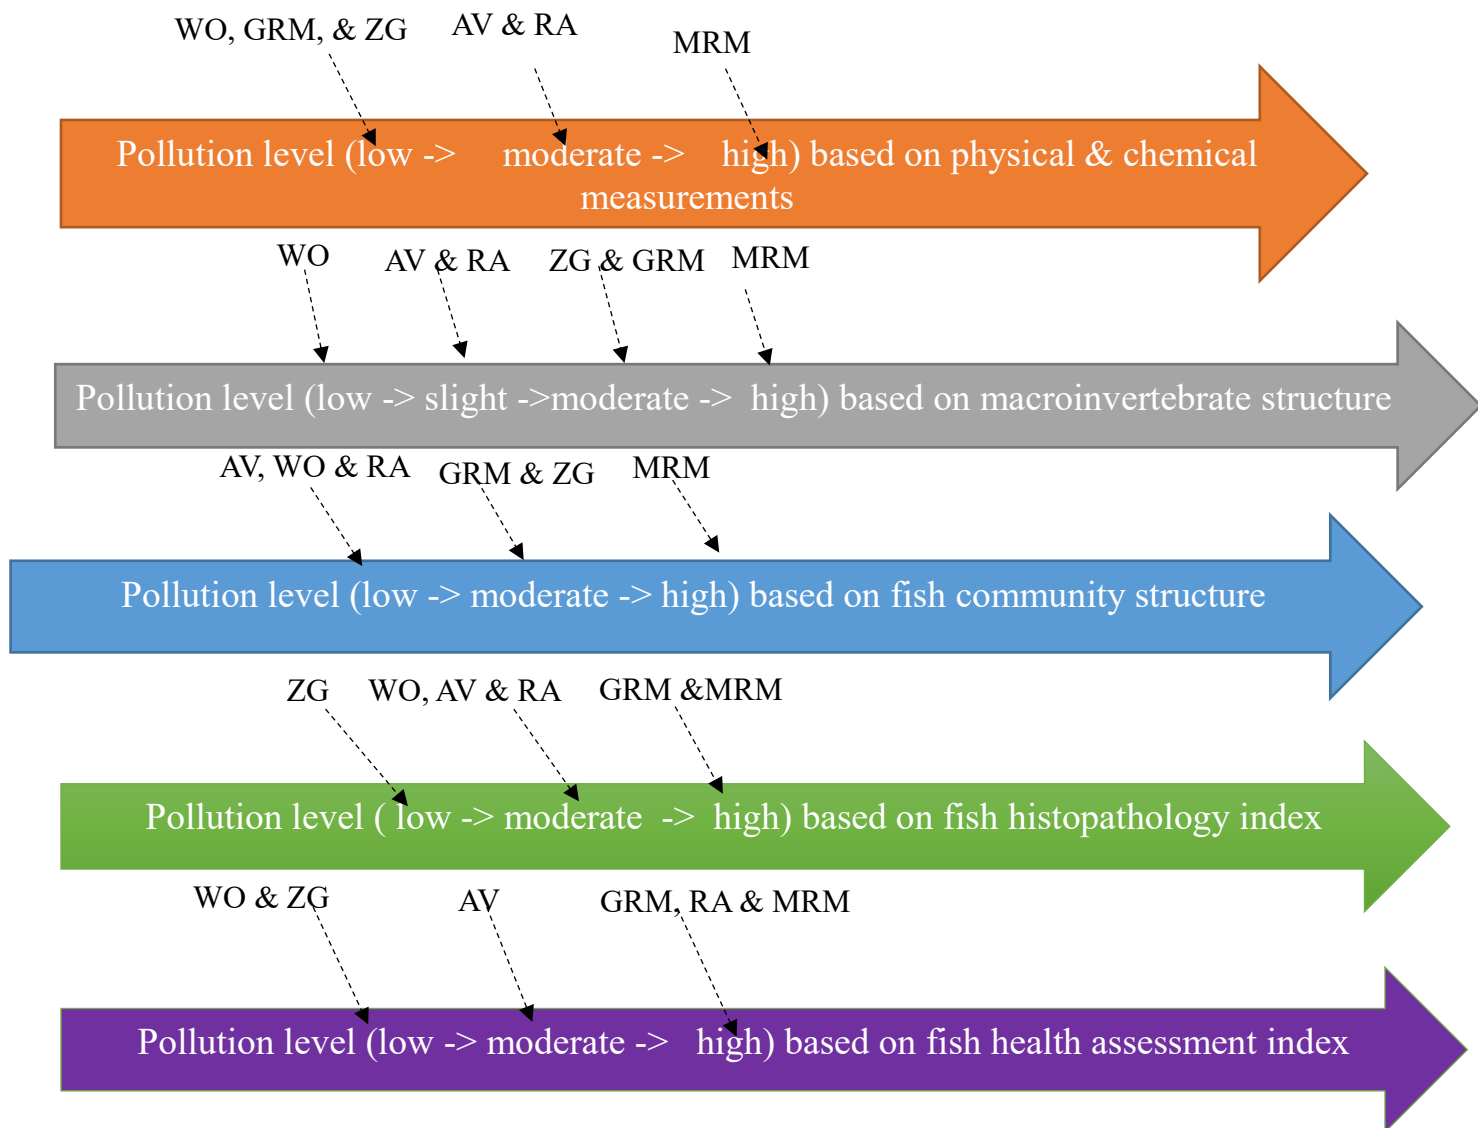 WO, GRM, & ZG
AV & RA
MRM
Pollution level (low -> moderate -> high) based on physical & chemical
measurements
WO
AV & RA
ZG & GRM
MRM
Pollution level (low -> slight ->moderate -> high) based on macroinvertebrate structure
AV, WO & RA
GRM & ZG
MRM
Pollution level (low -> moderate -> high) based on fish community structure
ZG
WO, AV & RA
GRM &MRM
Pollution level ( low -> moderate -> high) based on fish histopathology index
WO & ZG
AV
GRM, RA & MRM
Pollution level (low -> moderate -> high) based on fish health assessment index